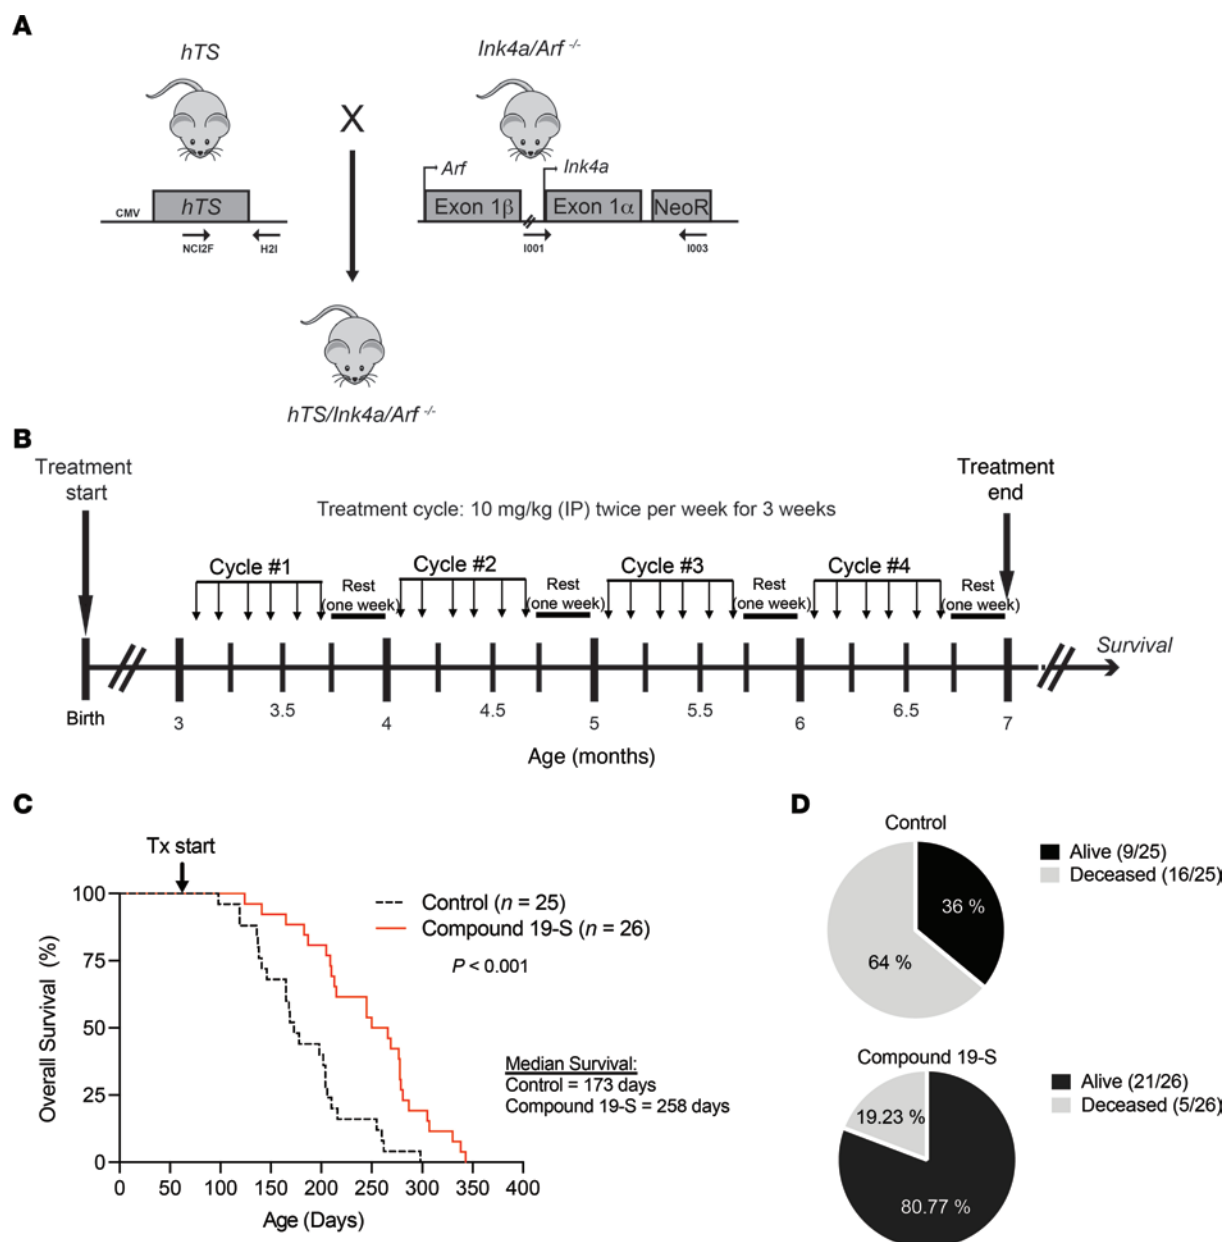 A
hTS
Ink4a/Arf -/-
X
Arf
Ink4a
CMV
hTS
Exon 1β
Exon 1α
NeoR
NCI2F
H2I
I001
I003
hTS/Ink4a/Arf -/-
B
Treatment
start
Treatment
end
Treatment cycle: 10 mg/kg (IP) twice per week for 3 weeks
Cycle #1
Rest
(one week)
Cycle #2
Rest
(one week)
Cycle #3
Rest
(one week)
Cycle #4
Rest
(one week)
Survival
Birth
3
3.5
4
4.5
5
5.5
6
6.5
7
Age (months)
C
Tx start
Overall Survival (%)
100
75
50
25
0
0 50 100 150 200 250 300 350 400
Age (Days)
Control (n = 25)
Compound 19-S (n = 26)
P < 0.001
Median Survival:
Control = 173 days
Compound 19-S = 258 days
D
Control
36 %
64 %
Alive (9/25)
Deceased (16/25)
Compound 19-S
19.23 %
80.77 %
Alive (21/26)
Deceased (5/26)